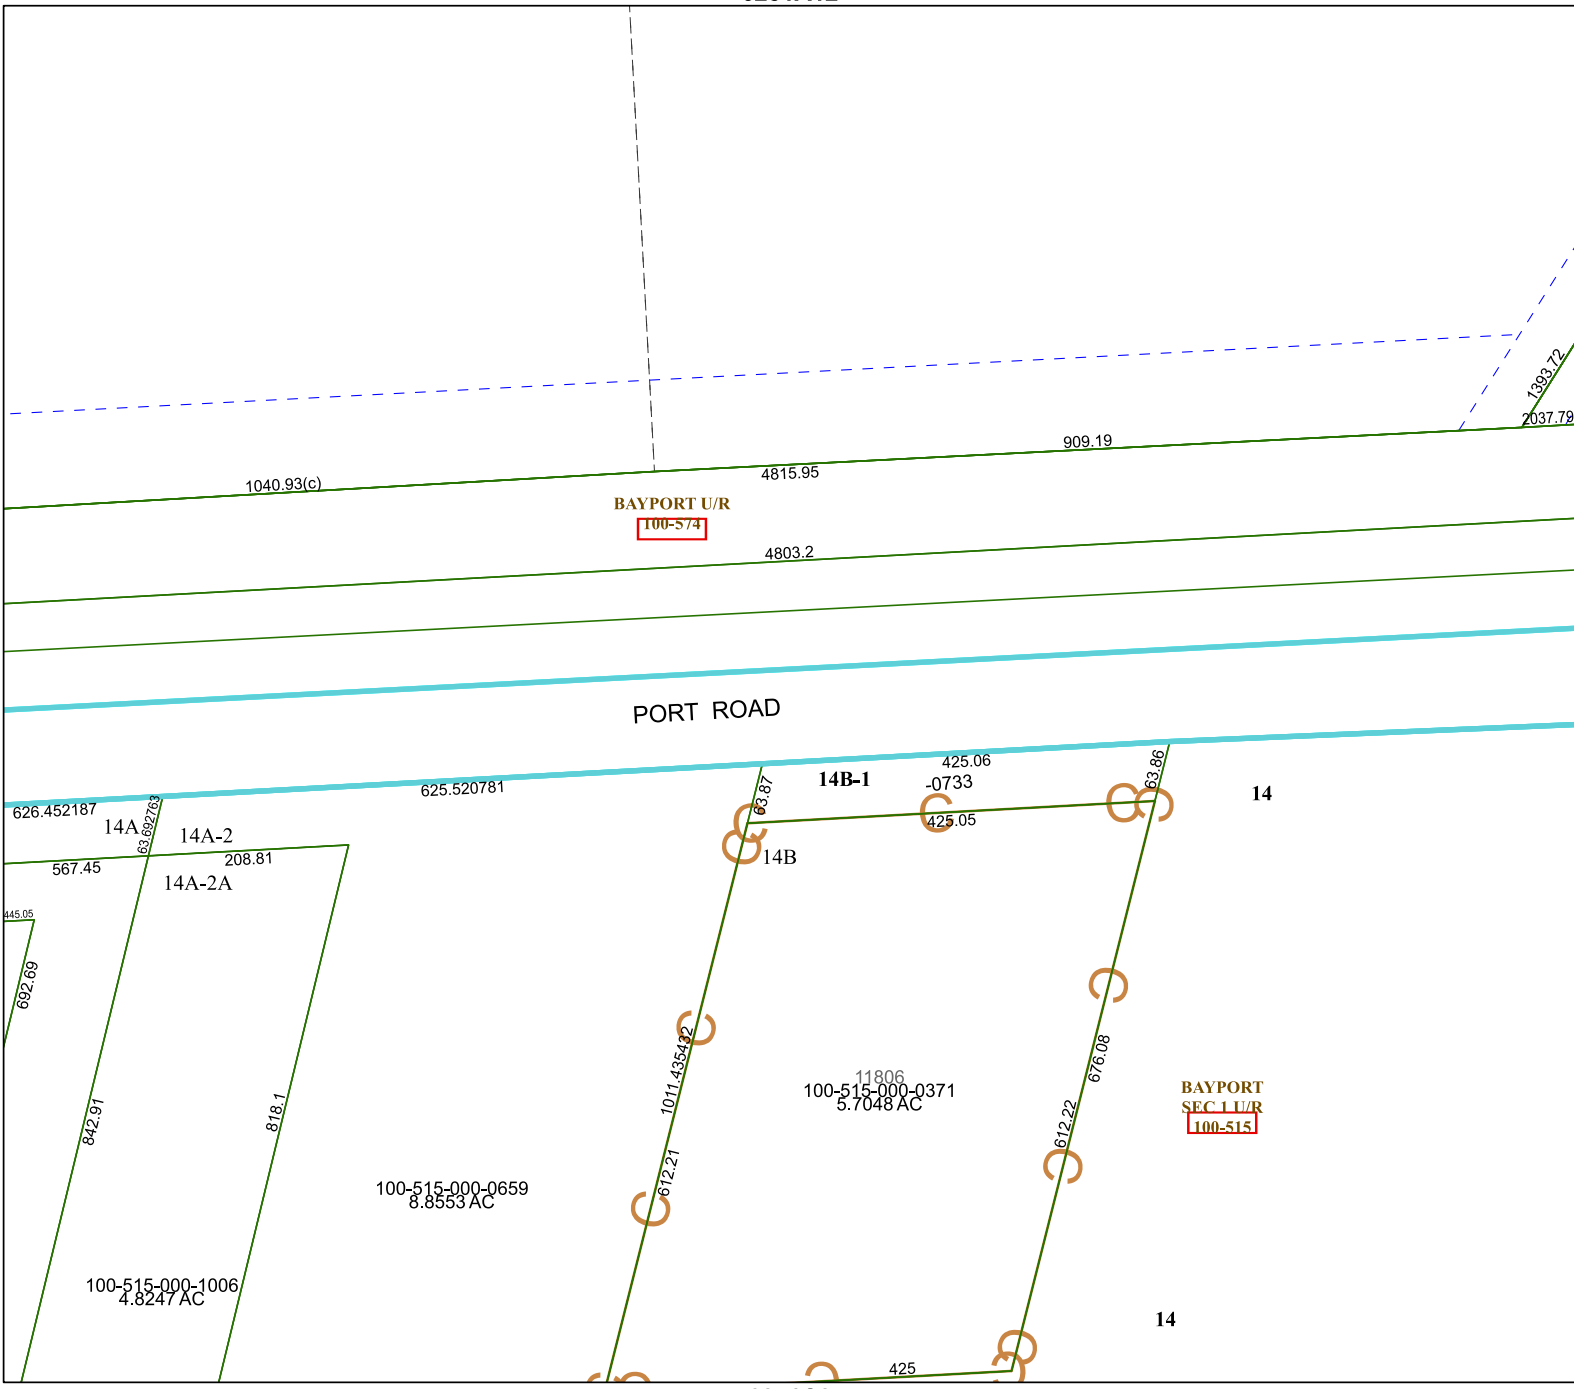 1393.72
2037.79
909.19
4815.95
1040.93(c)
BAYPORT U/R
100-574
4803.2
PORT ROAD
425.06
63.86
14B-1
-0733
63.87
14
625.520781
626.452187
63.692763
14A
14A-2
425.05
14B
208.81
567.45
14A-2A
445.05
692.69
1011.435432
676.08
11806
100-515-000-0371
5.7048 AC
BAYPORT
SEC 1 U/R
100-515
842.91
818.1
612.22
612.21
100-515-000-0659
8.8553 AC
100-515-000-1006
4.8247 AC
14
425